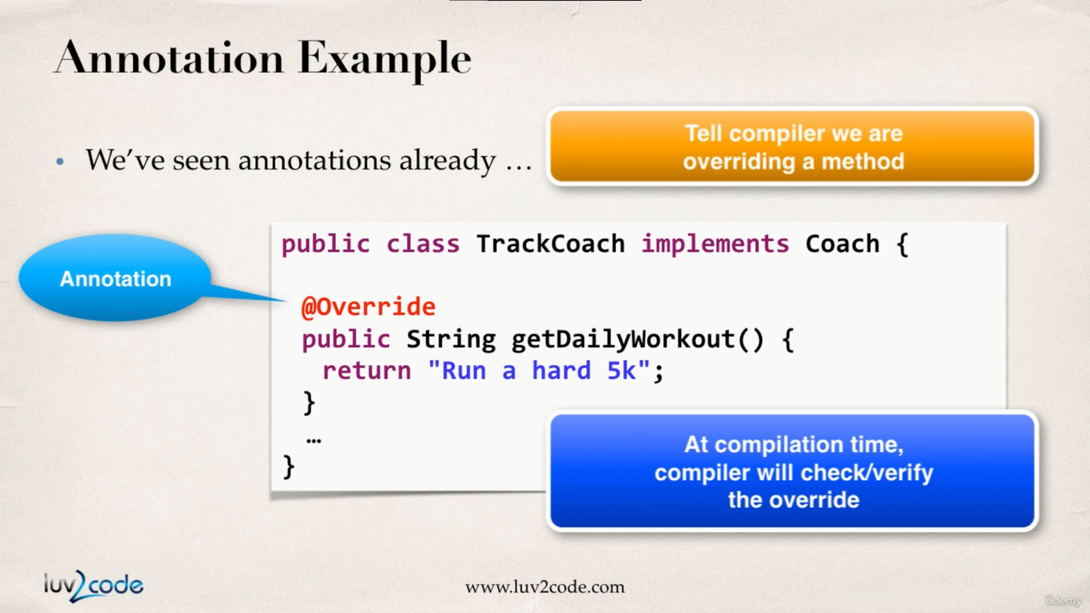 Annotation Example
• We’ve seen annotations already …
Tell compiler we are
overriding a method
Annotation
public class TrackCoach implements Coach {
@Override
public String getDailyWorkout() {
return "Run a hard 5k";
}
…
}
At compilation time,
compiler will check/verify
the override
luv2code
www.luv2code.com
ûdemy